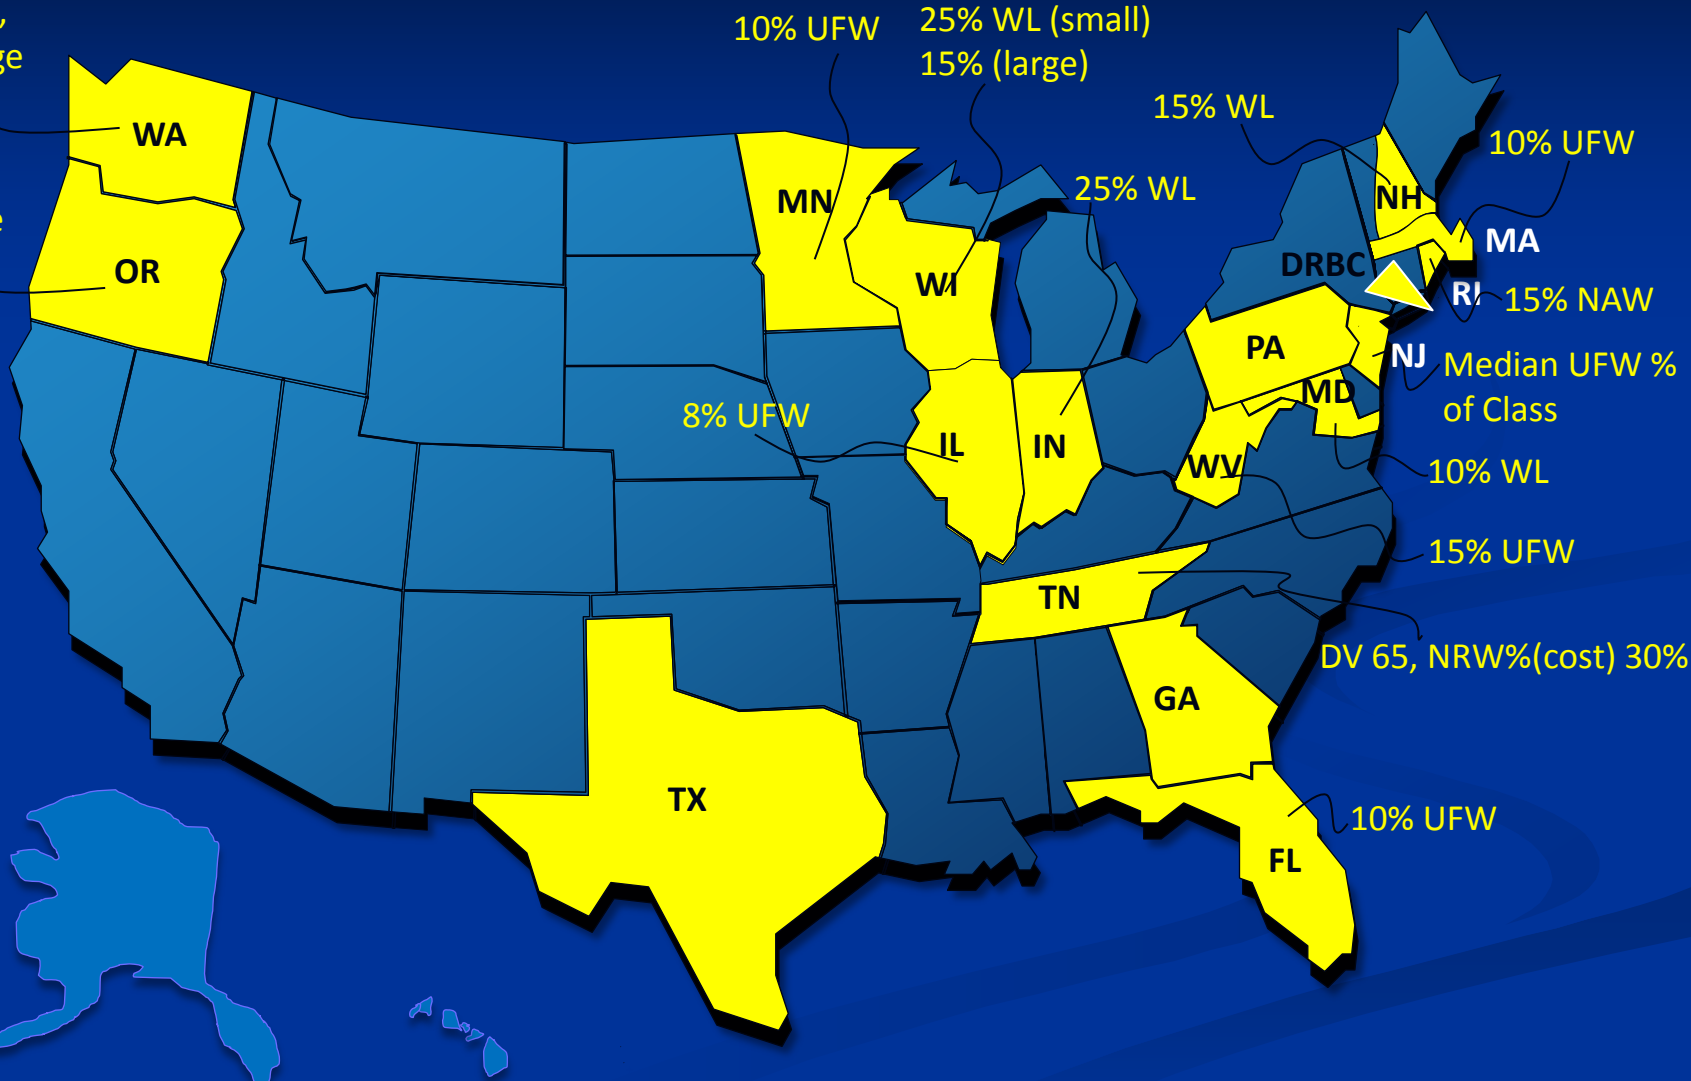 10% UFW
25% WL (small)
15% (large)
15% WL
10% UFW
WA
MN
25% WL
NH
MA
OR
WI
DRBC
RI
15% NAW
PA
NJ
Median UFW %
of Class
MD
8% UFW
IL
IN
WV
10% WL
15% UFW
TN
DV 65, NRW%(cost) 30%
GA
TX
10% UFW
FL